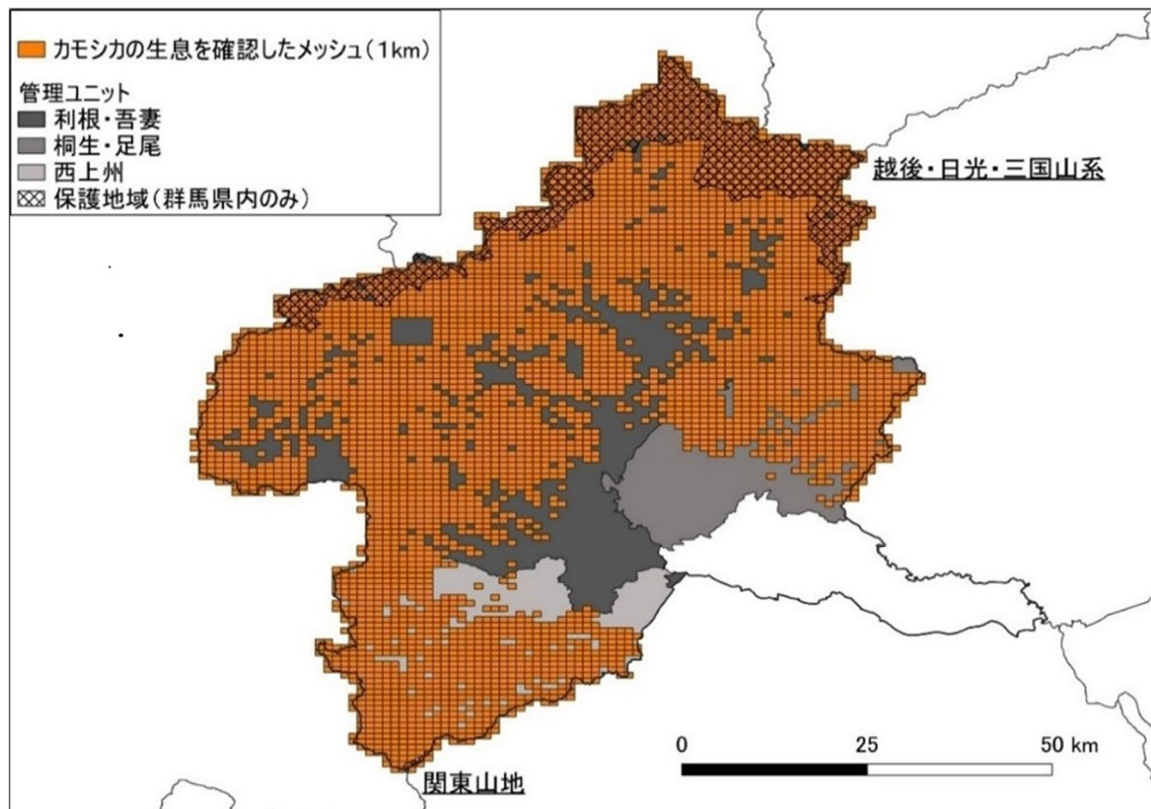 カモシカの生息を確認したメッシュ(1km)
管理ユニット
利根・吾妻
桐生・足尾
西上州
保護地域(群馬県内のみ)
越後・日光・三国山系
0 25 50 km
関東山地